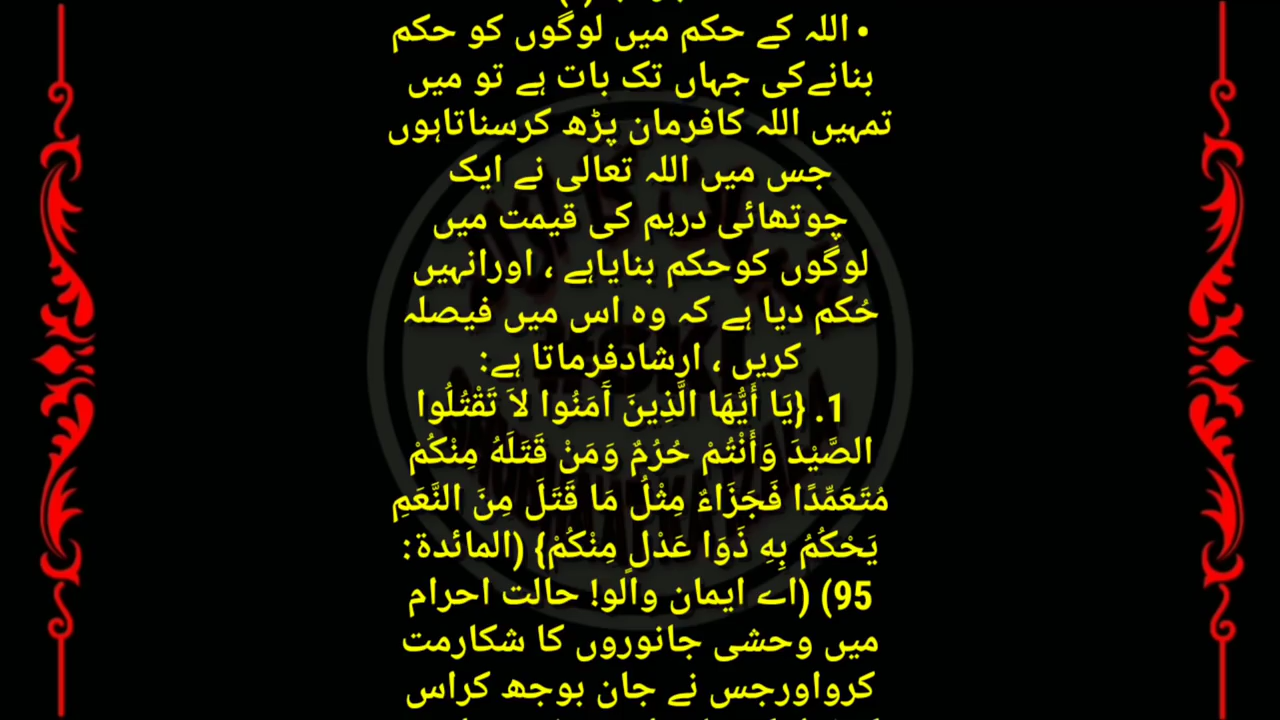 • اللہ کے حکم میں لوگوں کو حکم
بنانےکی جہاں تک بات ہے تو میں
تمہیں اللہ کافرمان پڑھ کرسناتاہوں
جس میں اللہ تعالی نے ایک
چوتھائی درہم کی قیمت میں
لوگوں کوحکم بنایاہے ، اورانہیں
حُکم دیا ہے کہ وہ اس میں فیصلہ
کریں ، ارشادفرماتا ہے:
1. {يَا أَيُّهَا الَّذِينَ آَمَنُوا لاَ تَقْتُلُوا
الصَّيْدَ وَأَنْتُمْ حُرُمٌ وَمَنْ قَتَلَهُ مِنْكُمْ
مُتَعَمِّدًا فَجَزَاءٌ مِثْلُ مَا قَتَلَ مِنَ النَّعَمِ
يَحْكُمُ بِهِ ذَوَا عَدْلٍ مِنْكُمْ} (المائدة:
95) (اے ایمان والو! حالت احرام
میں وحشی جانوروں کا شکارمت
کرواورجس نے جان بوجھ کراس